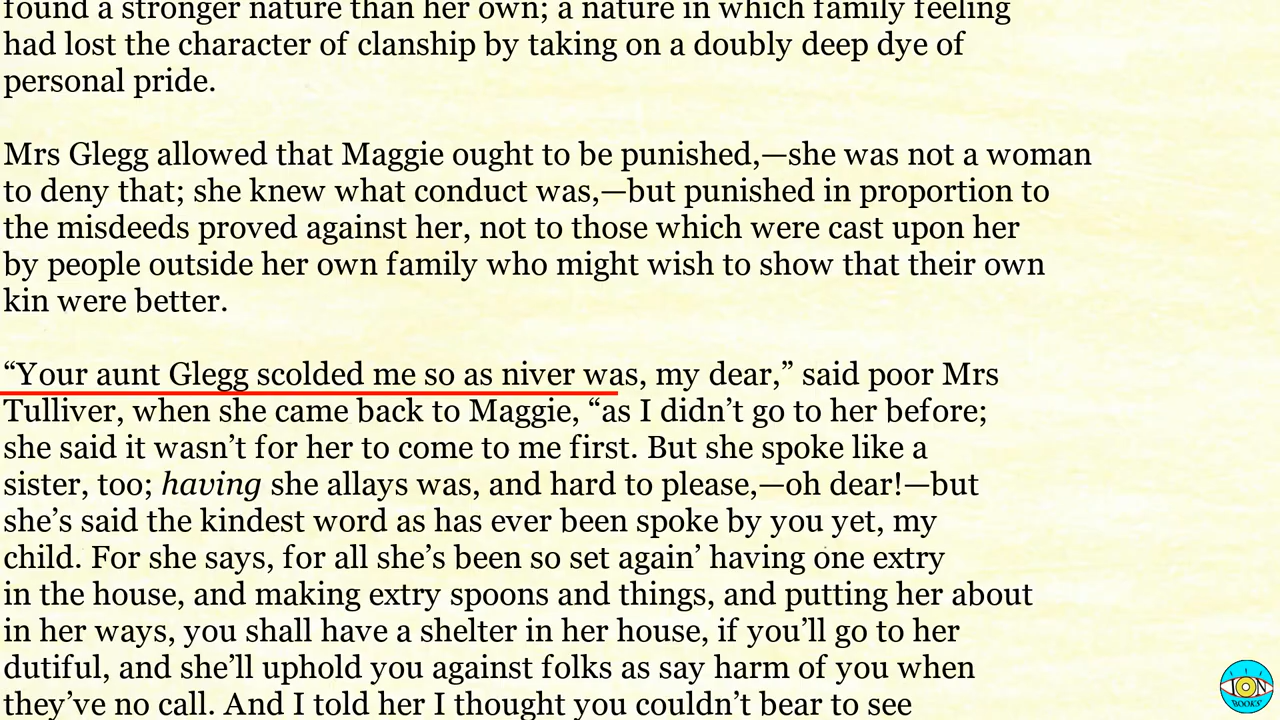 found a stronger nature than her own; a nature in which family feeling
had lost the character of clanship by taking on a doubly deep dye of
personal pride.
Mrs Glegg allowed that Maggie ought to be punished,—she was not a woman
to deny that; she knew what conduct was,—but punished in proportion to
the misdeeds proved against her, not to those which were cast upon her
by people outside her own family who might wish to show that their own
kin were better.
“Your aunt Glegg scolded me so as niver was, my dear,” said poor Mrs
Tulliver, when she came back to Maggie, “as I didn’t go to her before;
she said it wasn’t for her to come to me first. But she spoke like a
sister, too; having she allays was, and hard to please,—oh dear!—but
she’s said the kindest word as has ever been spoke by you yet, my
child. For she says, for all she’s been so set again’ having one extry
in the house, and making extry spoons and things, and putting her about
in her ways, you shall have a shelter in her house, if you’ll go to her
dutiful, and she’ll uphold you against folks as say harm of you when
they’ve no call. And I told her I thought you couldn’t bear to see
ION
BOOKS